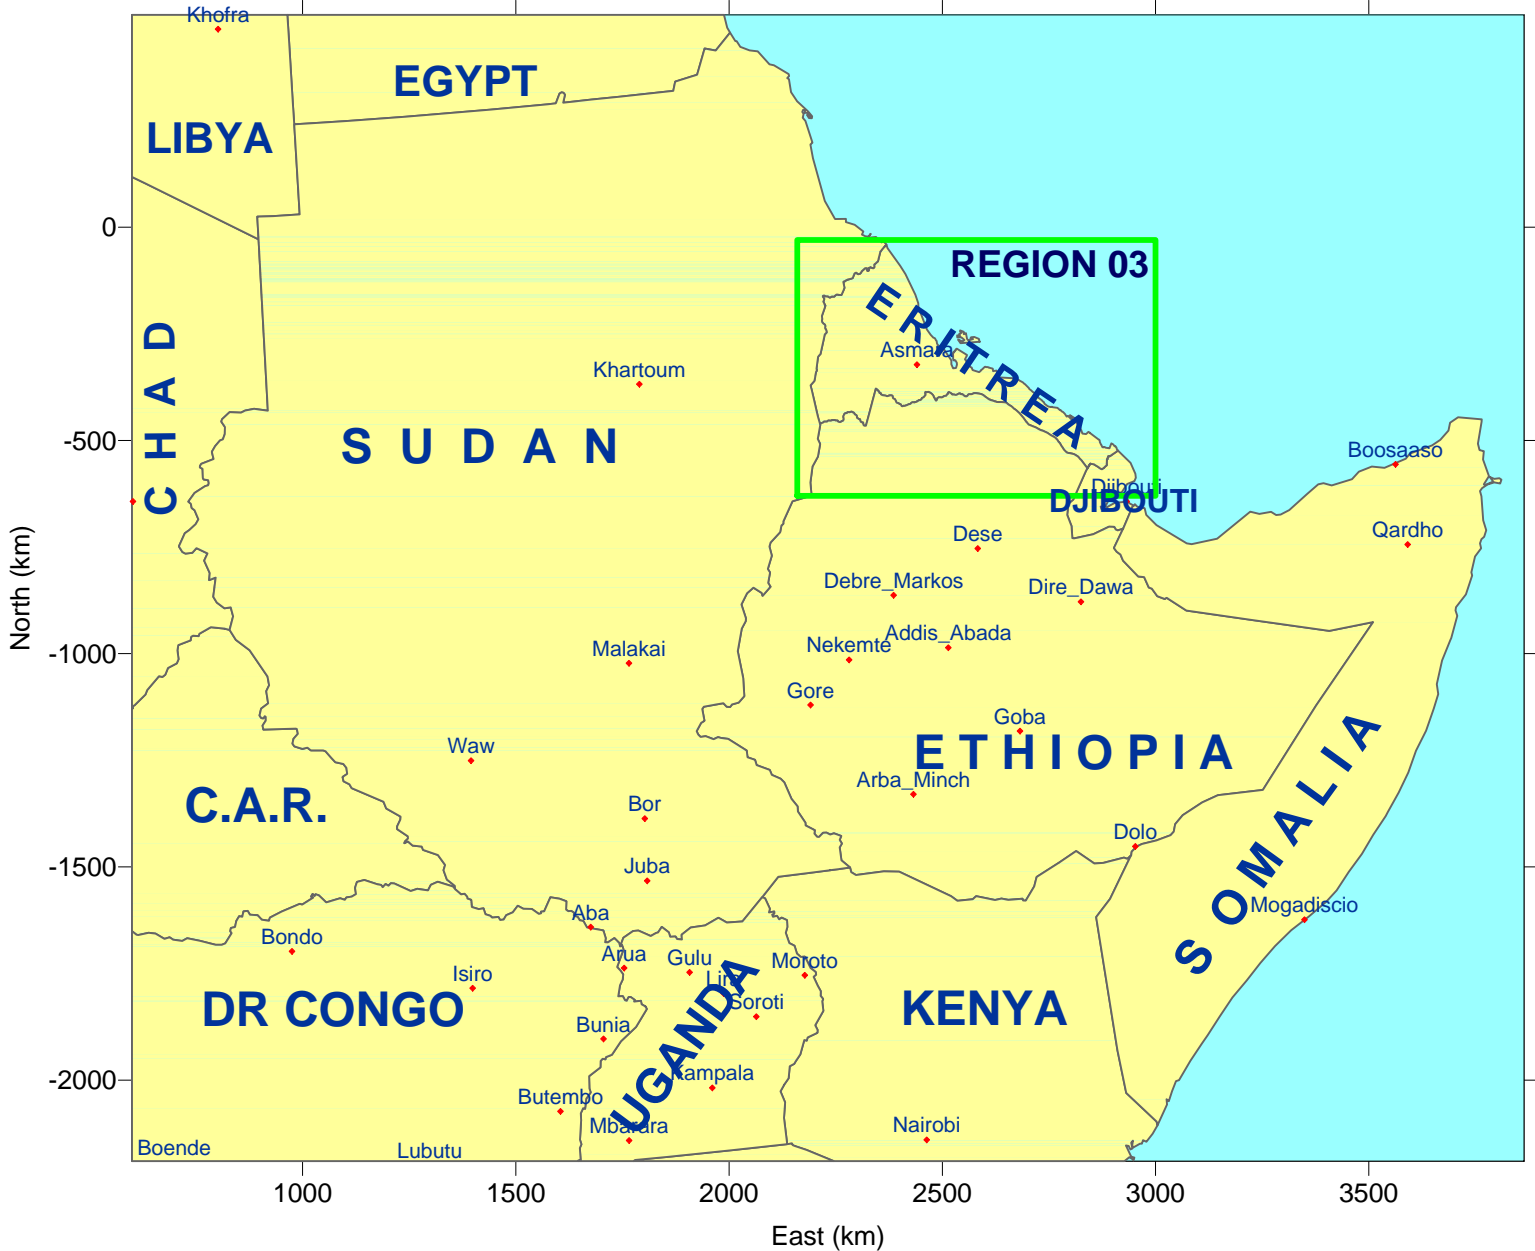 Khofra
EGYPT
LIBYA
0
REGION 03
ERITREA
CHAD
Asmara
Khartoum
-500
SUDAN
Boosaaso
Djibouti
DJIBOUTI
Dese
Qardho
Debre_Markos
Dire_Dawa
North (km)
Addis_Abada
Nekemte
Malakai
-1000
Gore
Goba
Waw
ETHIOPIA
SOMALIA
Arba_Minch
C.A.R.
Bor
Dolo
Juba
-1500
Aba
Mogadiscio
Bondo
Arua
Gulu
Moroto
Isiro
Lira
Soroti
DR CONGO
UGANDA
KENYA
Bunia
Kampala
-2000
Butembo
Mbarara
Nairobi
Boende
Lubutu
1000
1500
2000
2500
3000
3500
East (km)